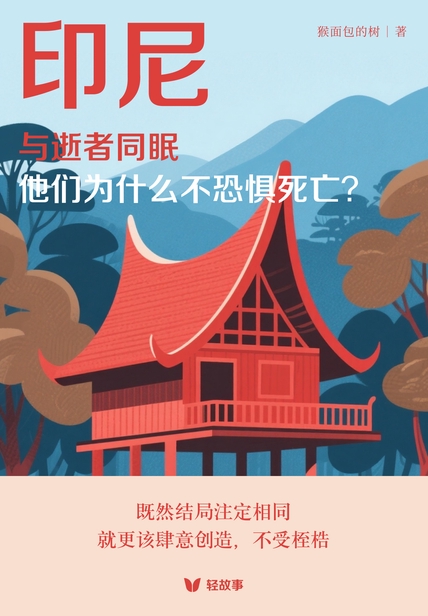 印尼
猴面包的树｜著
与逝者同眠
他们为什么不恐惧死亡？
既然结局注定相同
就更该肆意创造，不受桎梏
轻故事